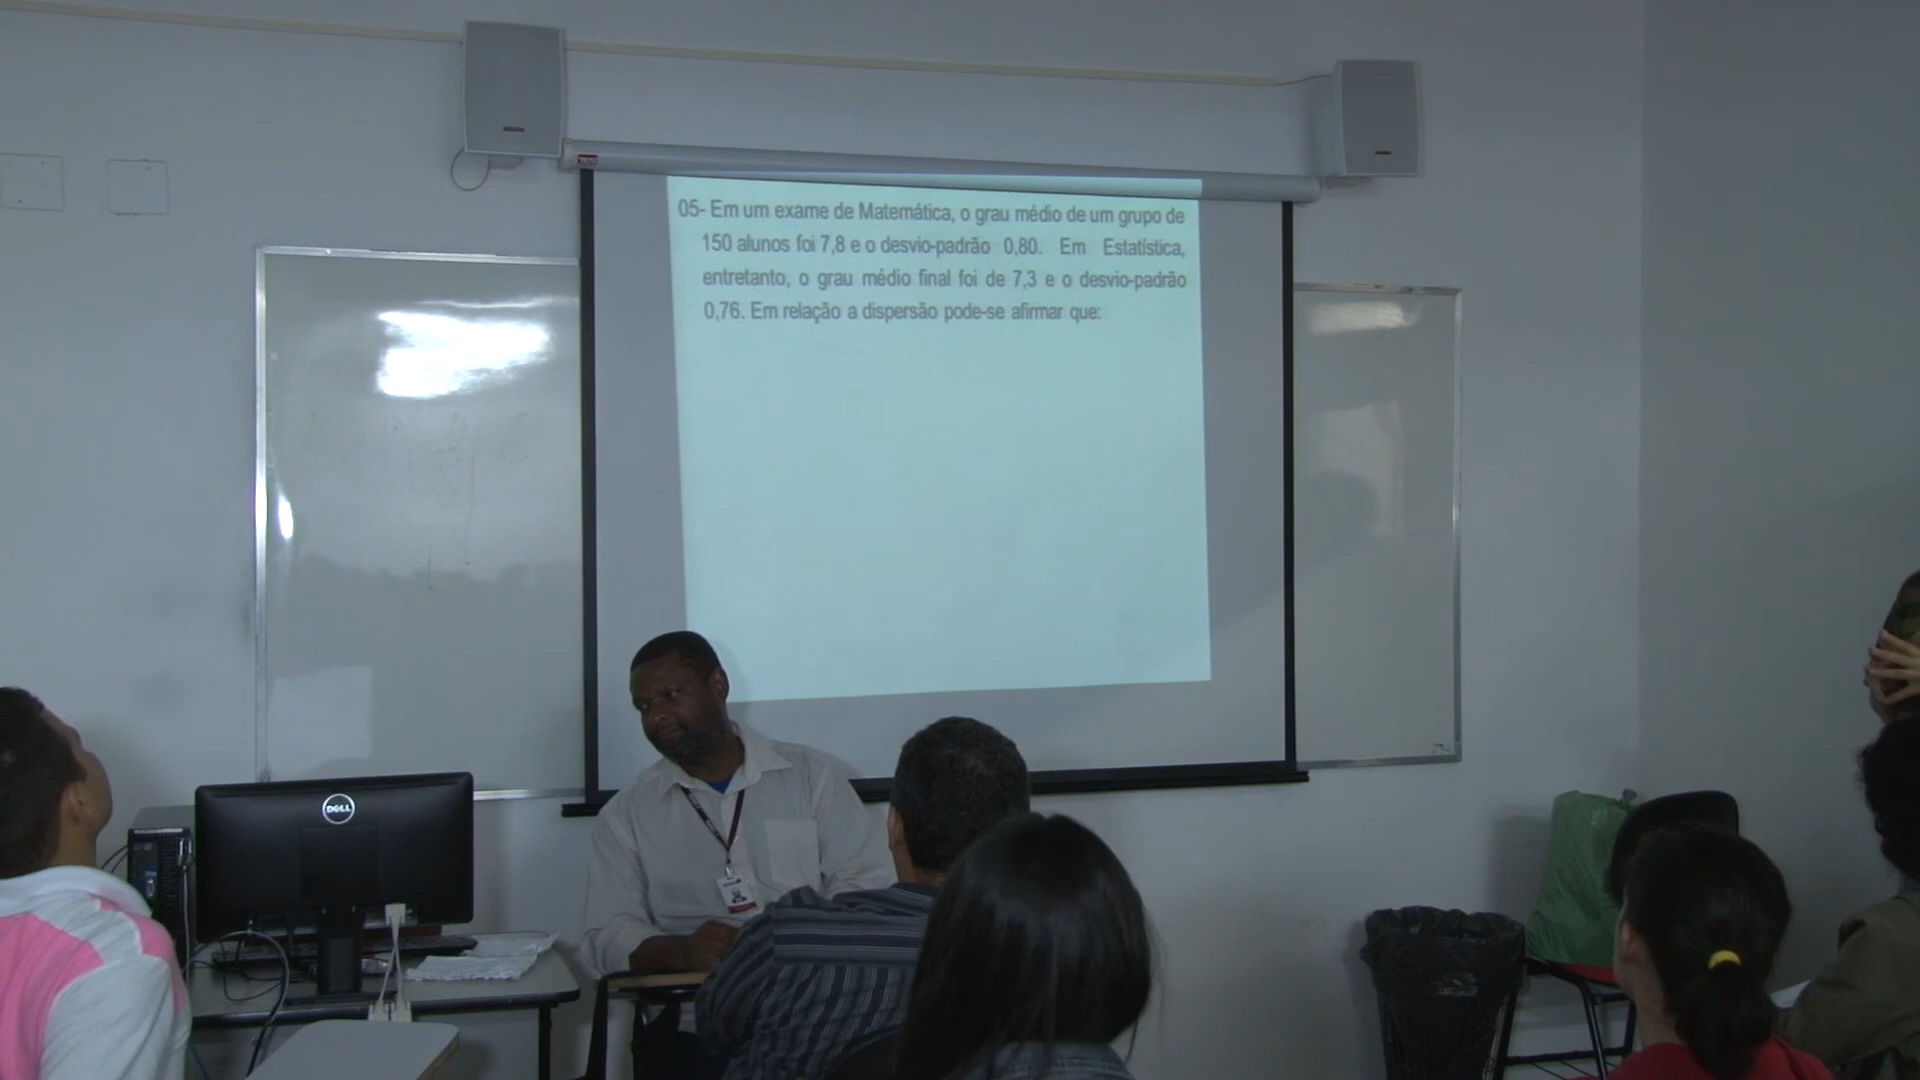 05- Em um exame de Matemática, o grau médio de um grupo de
150 alunos foi 7,8 e o desvio-padrão 0,80. Em Estatística,
entretanto, o grau médio final foi de 7,3 e o desvio-padrão
0,76. Em relação a dispersão pode-se afirmar que:
DELL